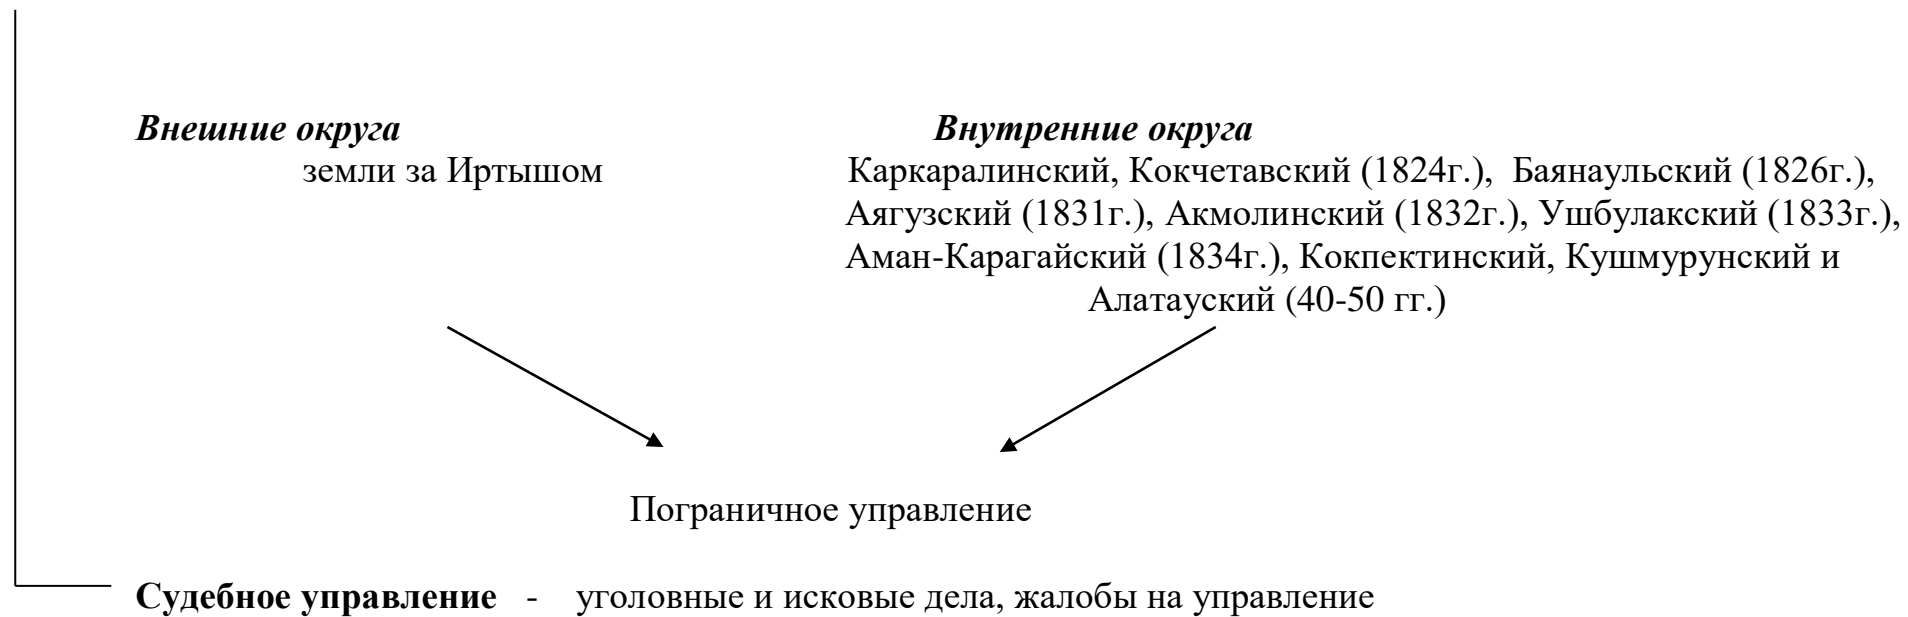 Внешние округа
земли за Иртышом
Внутренние округа
Каркаралинский, Кокчетавский (1824г.), Баянаульский (1826г.),
Аягузский (1831г.), Акмолинский (1832г.), Ушбулакский (1833г.),
Аман-Карагайский (1834г.), Кокпектинский, Кушмурунский и
Алатауский (40-50 гг.)
Пограничное управление
Судебное управление - уголовные и исковые дела, жалобы на управление